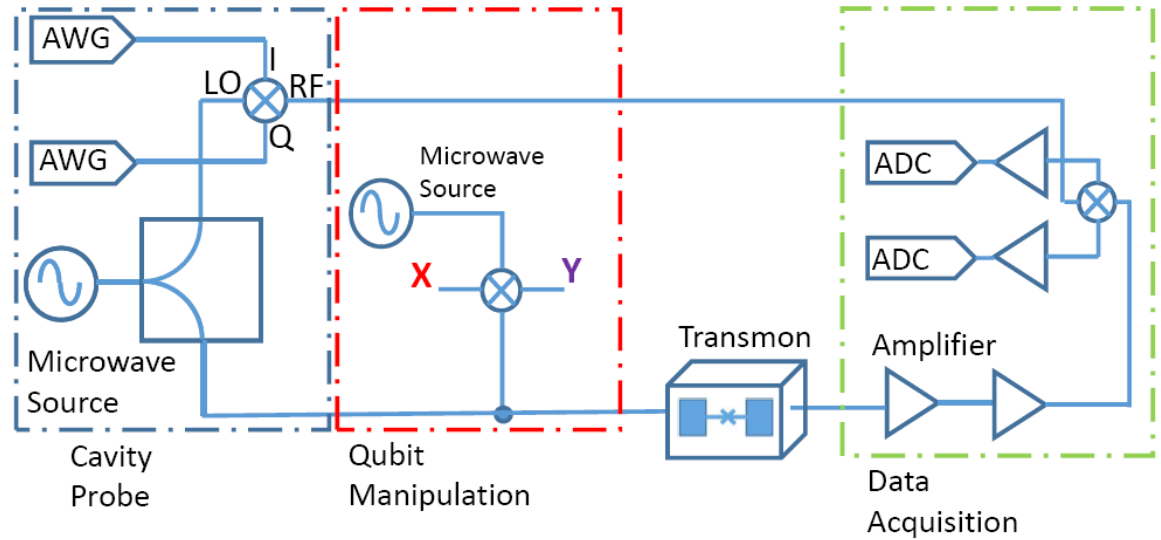 AWG
I
LO
RF
Q
AWG
Microwave
Source
Cavity
Probe
Microwave
Source
X
Y
Qubit
Manipulation
Transmon
ADC
ADC
Amplifier
Data
Acquisition